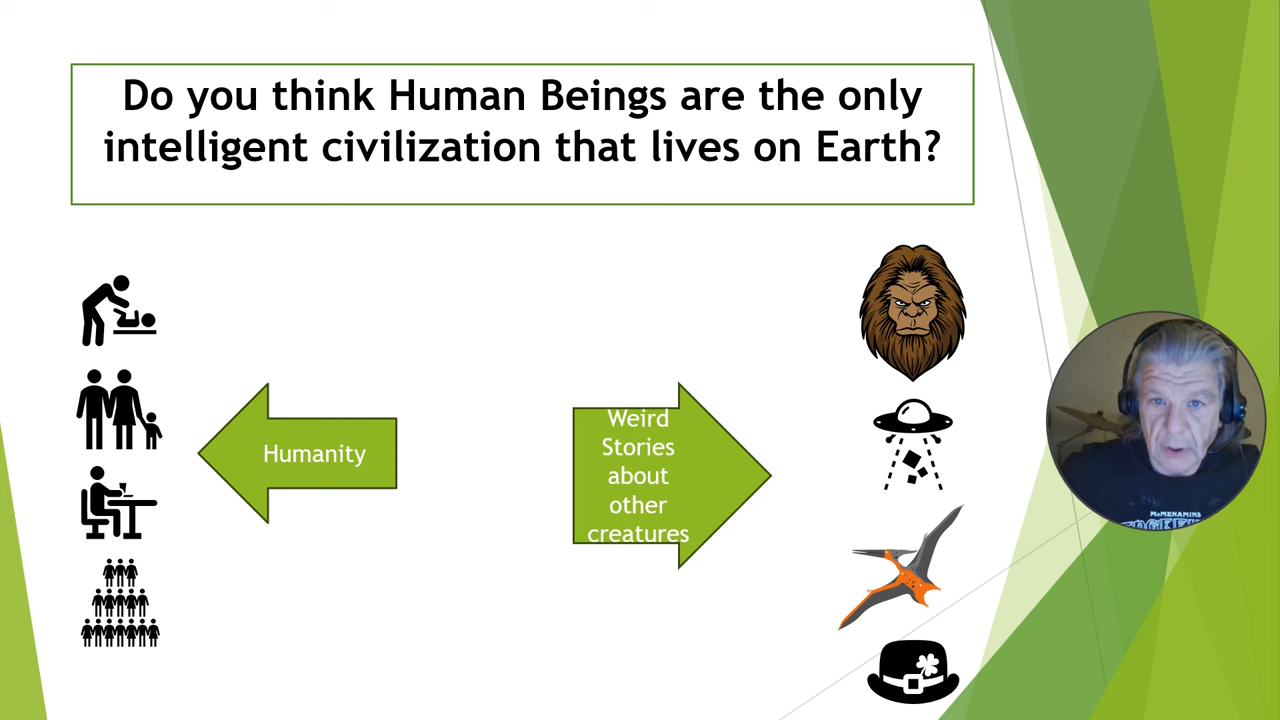 Do you think Human Beings are the only
intelligent civilization that lives on Earth?
Humanity
Weird
Stories
about
other
creatures
McMENAMINS